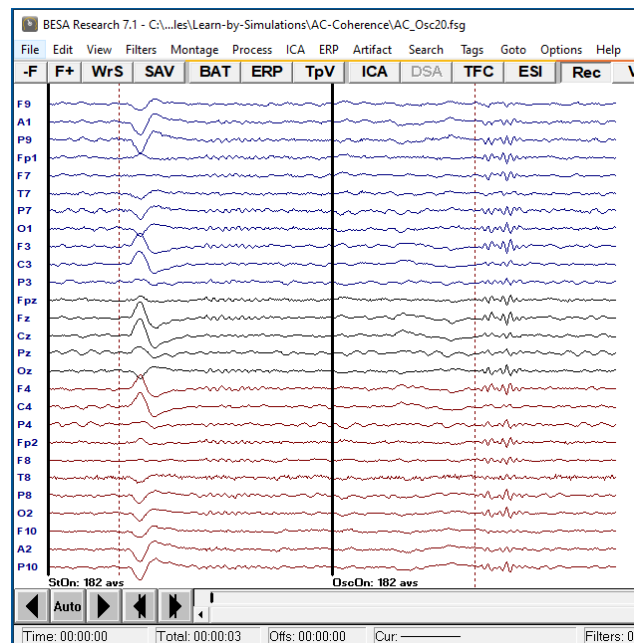 BESA Research 7.1 - C:\...les\Learn-by-Simulations\AC-Coherence\AC_Osc20.fsg
File Edit View Filters Montage Process ICA ERP Artifact Search Tags Goto Options Help
-F F+ WrS SAV BAT ERP TpV ICA DSA TFC ESI Rec V
F9
A1
P9
Fp1
F7
T7
P7
O1
F3
C3
P3
Fpz
Fz
Cz
Pz
Oz
F4
C4
P4
Fp2
F8
T8
P8
O2
F10
A2
P10
StOn: 182 avs OscOn: 182 avs
Auto
Time: 00:00:00 Total: 00:00:03 Offs: 00:00:00 Cur: Filters: 0